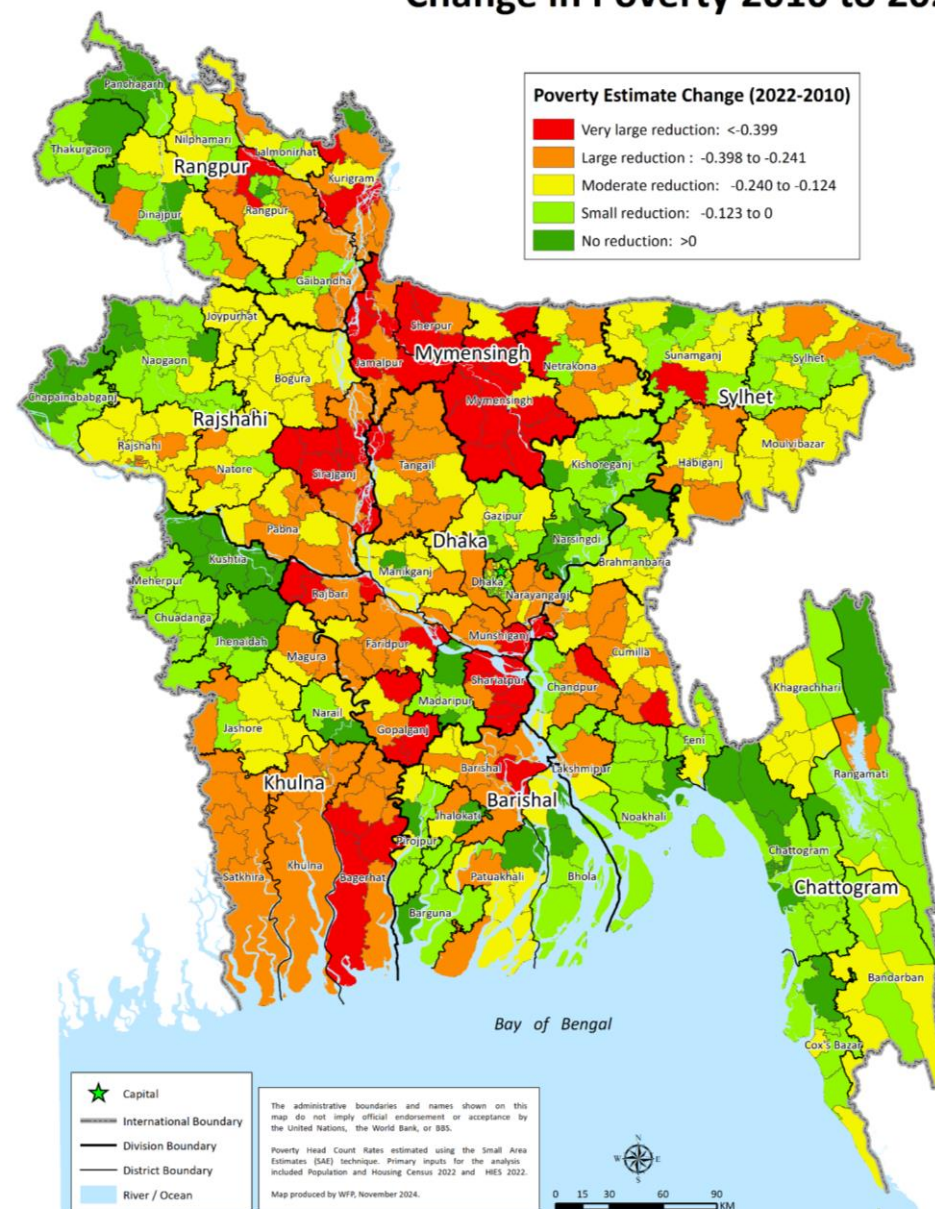 Change in Poverty 2010 to 20
Poverty Estimate Change (2022-2010)
Very large reduction: <-0.399
Large reduction : -0.398 to -0.241
Moderate reduction: -0.240 to -0.124
Small reduction: -0.123 to 0
No reduction: >0
Panchagarh
Thakurgaon
Nilphamari
Lalmonirhat
Rangpur
Kurigram
Dinajpur
Rangpur
Gaibandha
Joypurhat
Sherpur
Naogaon
Jamalpur
Mymensingh
Netrakona
Sunamganj
Sylhet
Bogura
Chapainababganj
Mymensingh
Sylhet
Rajshahi
Rajshahi
Natore
Sirajganj
Tangail
Kishoreganj
Habiganj
Moulvibazar
Pabna
Gazipur
Dhaka
Narsingdi
Kushtia
Manikganj
Brahmanbaria
Meherpur
Dhaka
Rajbari
Narayanganj
Chuadanga
Jhenaidah
Faridpur
Munshiganj
Magura
Cumilla
Shariatpur
Madaripur
Chandpur
Khagrachhari
Narail
Jashore
Gopalganj
Feni
Khulna
Barishal
Lakshmipur
Rangamati
Barishal
Jhalokati
Noakhali
Pirojpur
Chattogram
Satkhira
Khulna
Bagerhat
Patuakhali
Bhola
Chattogram
Barguna
Bandarban
Bay of Bengal
Cox's Bazar
Capital
International Boundary
Division Boundary
District Boundary
River / Ocean
The administrative boundaries and names shown on this
map do not imply official endorsement or acceptance by
the United Nations, the World Bank, or BBS.
Poverty Head Count Rates estimated using the Small Area
Estimates (SAE) technique. Primary inputs for the analysis
included Population and Housing Census 2022 and HIES 2022.
Map produced by WFP, November 2024.
N
W E
S
0 15 30 60 90
KM